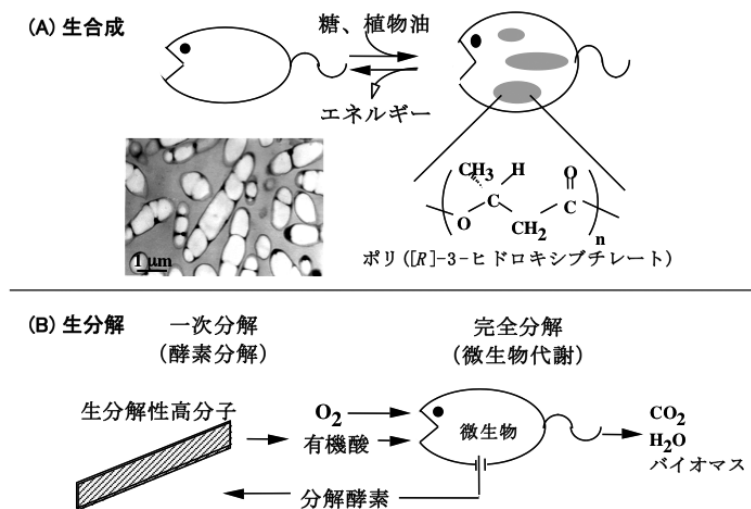 (A) 生合成
糖、植物油
エネルギー
1 μm
CH3
H
O
C
O
CH2
C
n
ポリ([R]-3-ヒドロキシブチレート)
(B) 生分解
一次分解
(酵素分解)
完全分解
(微生物代謝)
生分解性高分子
O2
有機酸
分解酵素
微生物
CO2
H2O
バイオマス